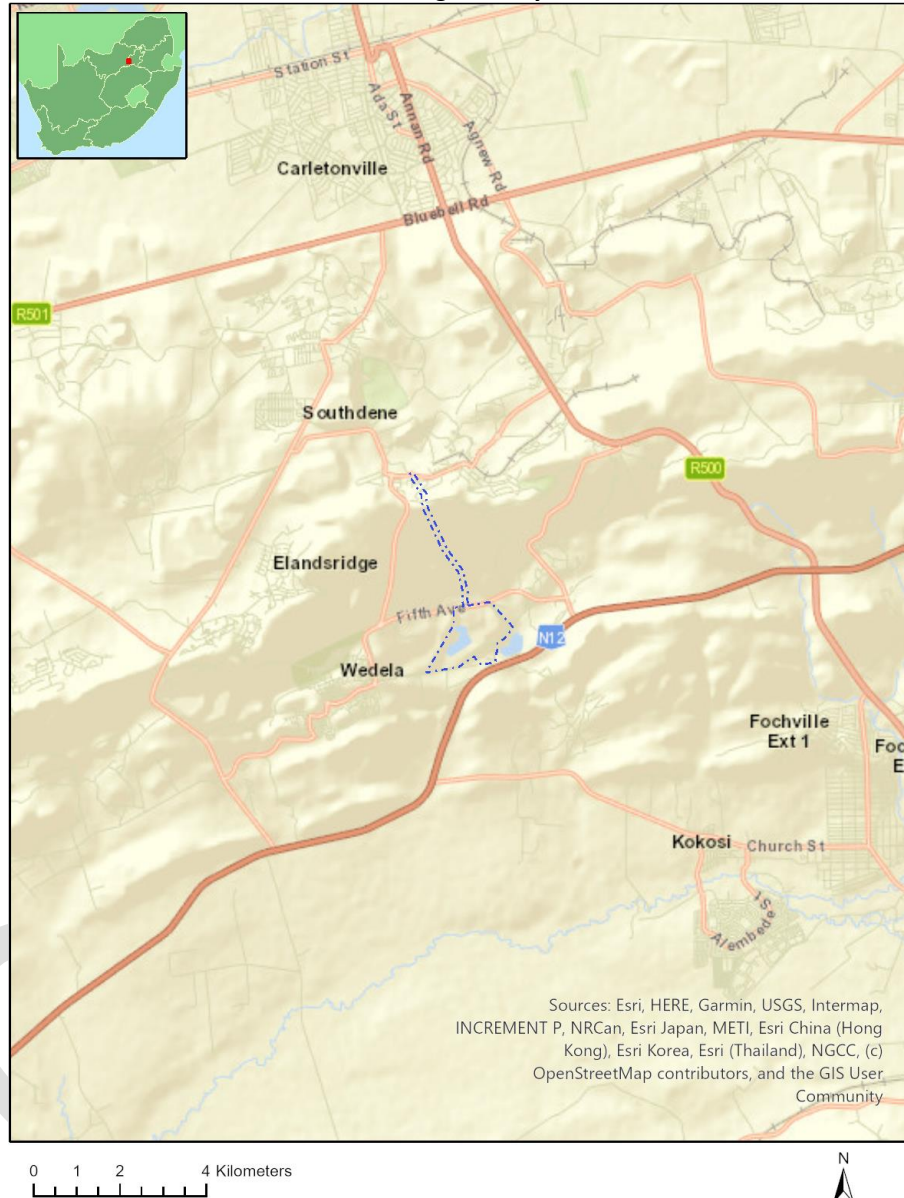 Station St
Ada St
Annan Rd
Agnew Rd
Carletonville
Bluebell Rd
R501
Southdene
R500
Elandsridge
Fifth Ave
N12
Wedela
Fochville
Ext 1
Kokosi
Church St
Alembede St
Sources: Esri, HERE, Garmin, USGS, Intermap,
INCREMENT P, NRCan, Esri Japan, METI, Esri China (Hong
Kong), Esri Korea, Esri (Thailand), NGCC, (c)
OpenStreetMap contributors, and the GIS User
Community
0 1 2 4 Kilometers
N